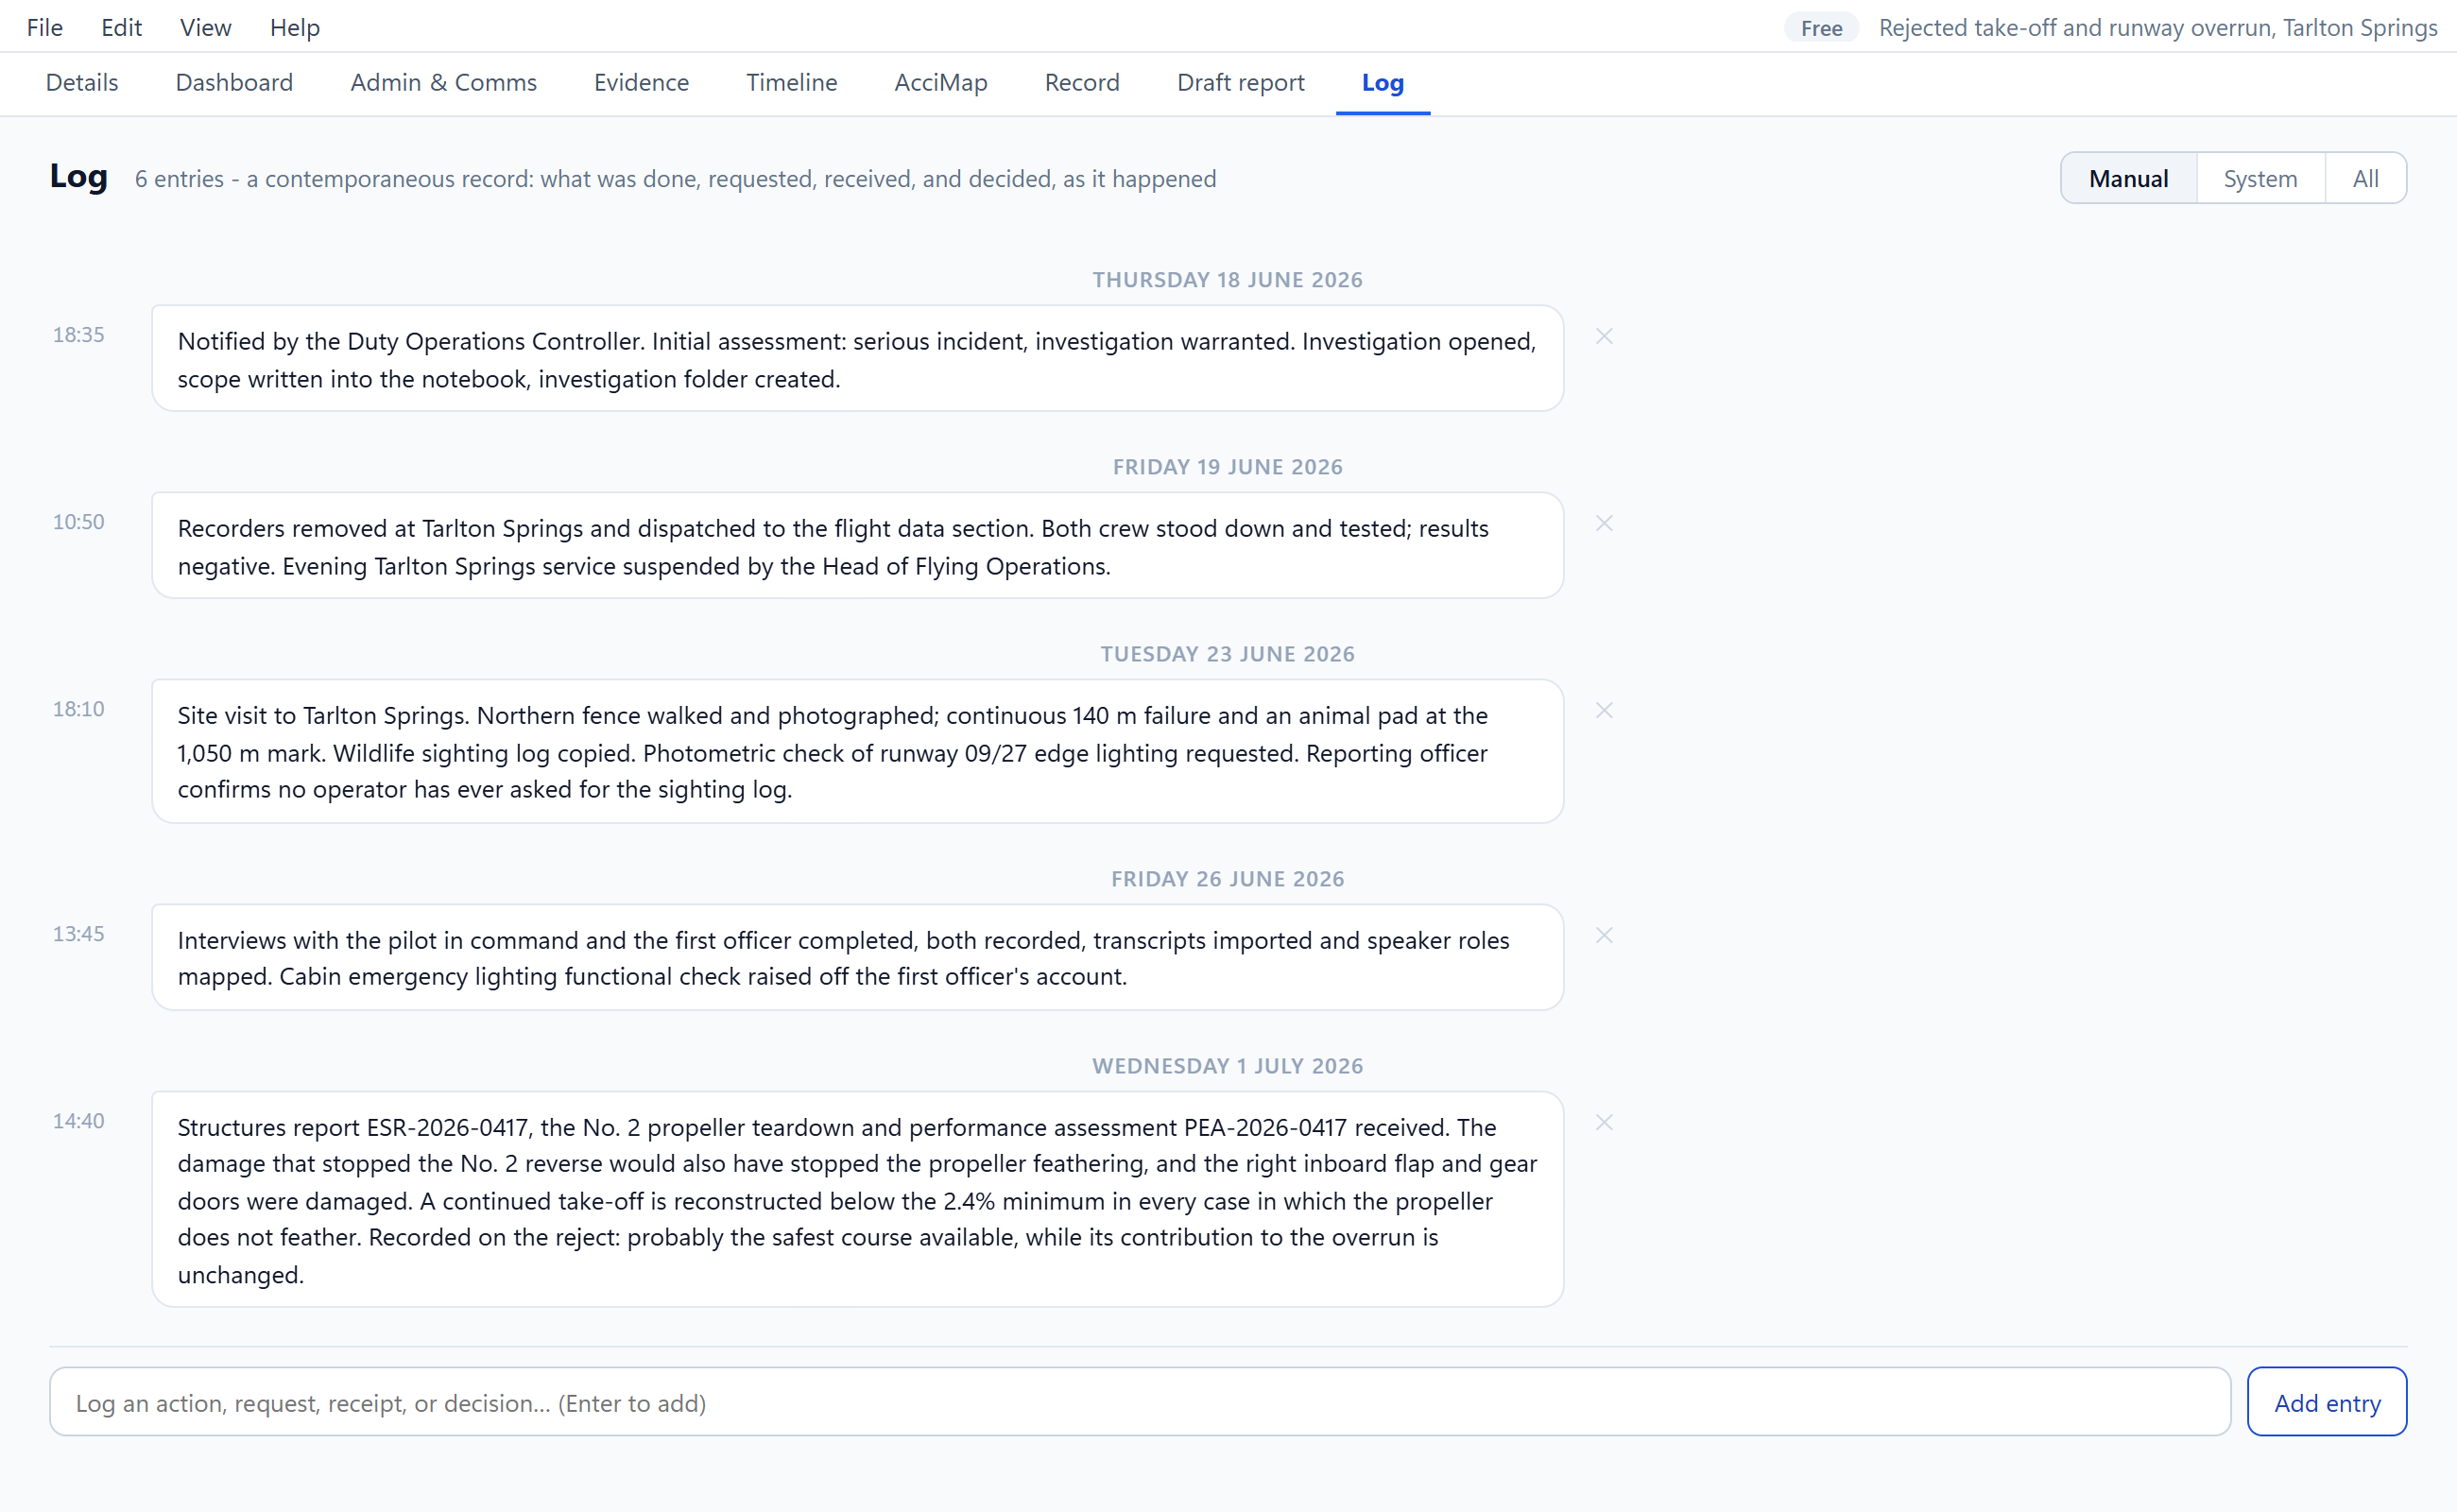 File Edit View Help Free Rejected take-off and runway overrun, Tarlton Springs
Details Dashboard Admin & Comms Evidence Timeline AcciMap Record Draft report Log
Log 6 entries - a contemporaneous record: what was done, requested, received, and decided, as it happened Manual System All
THURSDAY 18 JUNE 2026
18:35 Notified by the Duty Operations Controller. Initial assessment: serious incident, investigation warranted. Investigation opened,
scope written into the notebook, investigation folder created.
FRIDAY 19 JUNE 2026
10:50 Recorders removed at Tarlton Springs and dispatched to the flight data section. Both crew stood down and tested; results
negative. Evening Tarlton Springs service suspended by the Head of Flying Operations.
TUESDAY 23 JUNE 2026
18:10 Site visit to Tarlton Springs. Northern fence walked and photographed; continuous 140 m failure and an animal pad at the
1,050 m mark. Wildlife sighting log copied. Photometric check of runway 09/27 edge lighting requested. Reporting officer
confirms no operator has ever asked for the sighting log.
FRIDAY 26 JUNE 2026
13:45 Interviews with the pilot in command and the first officer completed, both recorded, transcripts imported and speaker roles
mapped. Cabin emergency lighting functional check raised off the first officer's account.
WEDNESDAY 1 JULY 2026
14:40 Structures report ESR-2026-0417, the No. 2 propeller teardown and performance assessment PEA-2026-0417 received. The
damage that stopped the No. 2 reverse would also have stopped the propeller feathering, and the right inboard flap and gear
doors were damaged. A continued take-off is reconstructed below the 2.4% minimum in every case in which the propeller
does not feather. Recorded on the reject: probably the safest course available, while its contribution to the overrun is
unchanged.
Log an action, request, receipt, or decision... (Enter to add) Add entry